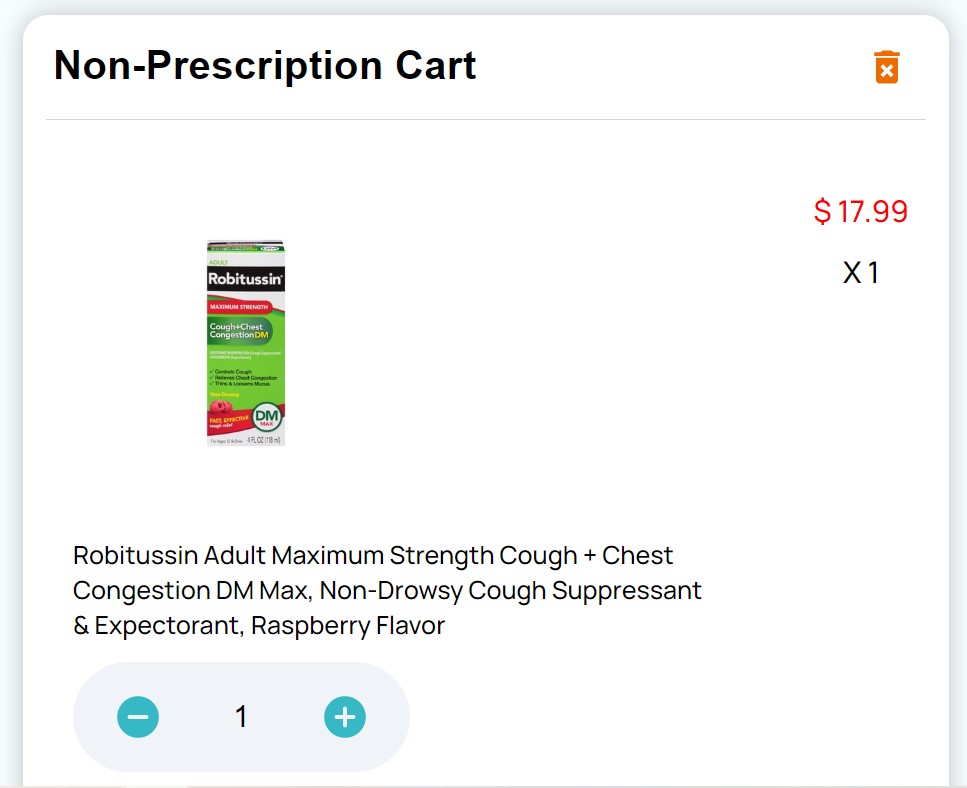 Non-Prescription Cart
$ 17.99
X 1
ADULT
Robitussin
MAXIMUM STRENGTH
Cough+Chest
Congestion DM
✓ Controls Cough
✓ Relieves Chest Congestion
✓ Thins & Loosens Mucus
Non-Drowsy
FAST, EFFECTIVE
cough relief
DM
MAX
For Ages 12 & Over 4 FL OZ (118 ml)
Robitussin Adult Maximum Strength Cough + Chest
Congestion DM Max, Non-Drowsy Cough Suppressant
& Expectorant, Raspberry Flavor
1